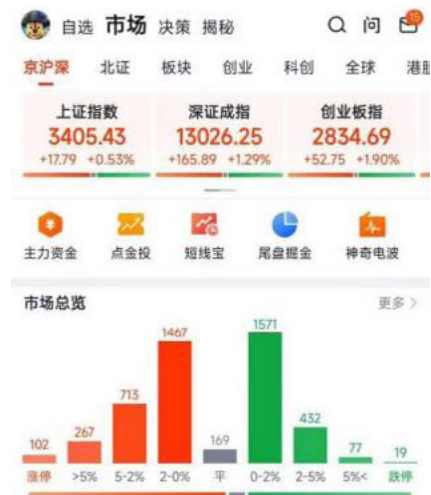 自选 市场 决策 揭秘 问 15
京沪深 北证 板块 创业 科创 全球 港
上证指数 深证成指 创业板指
3405.43 13026.25 2834.69
+17.79 +0.53% +165.89 +1.29% +52.75 +1.90%
主力资金 点金投 短线宝 尾盘掘金 神奇电波
市场总览 更多 >
102 267 713 1467 169 1571 432 77 19
涨停 >5% 5-2% 2-0% 平 0-2% 2-5% 5%< 跌停